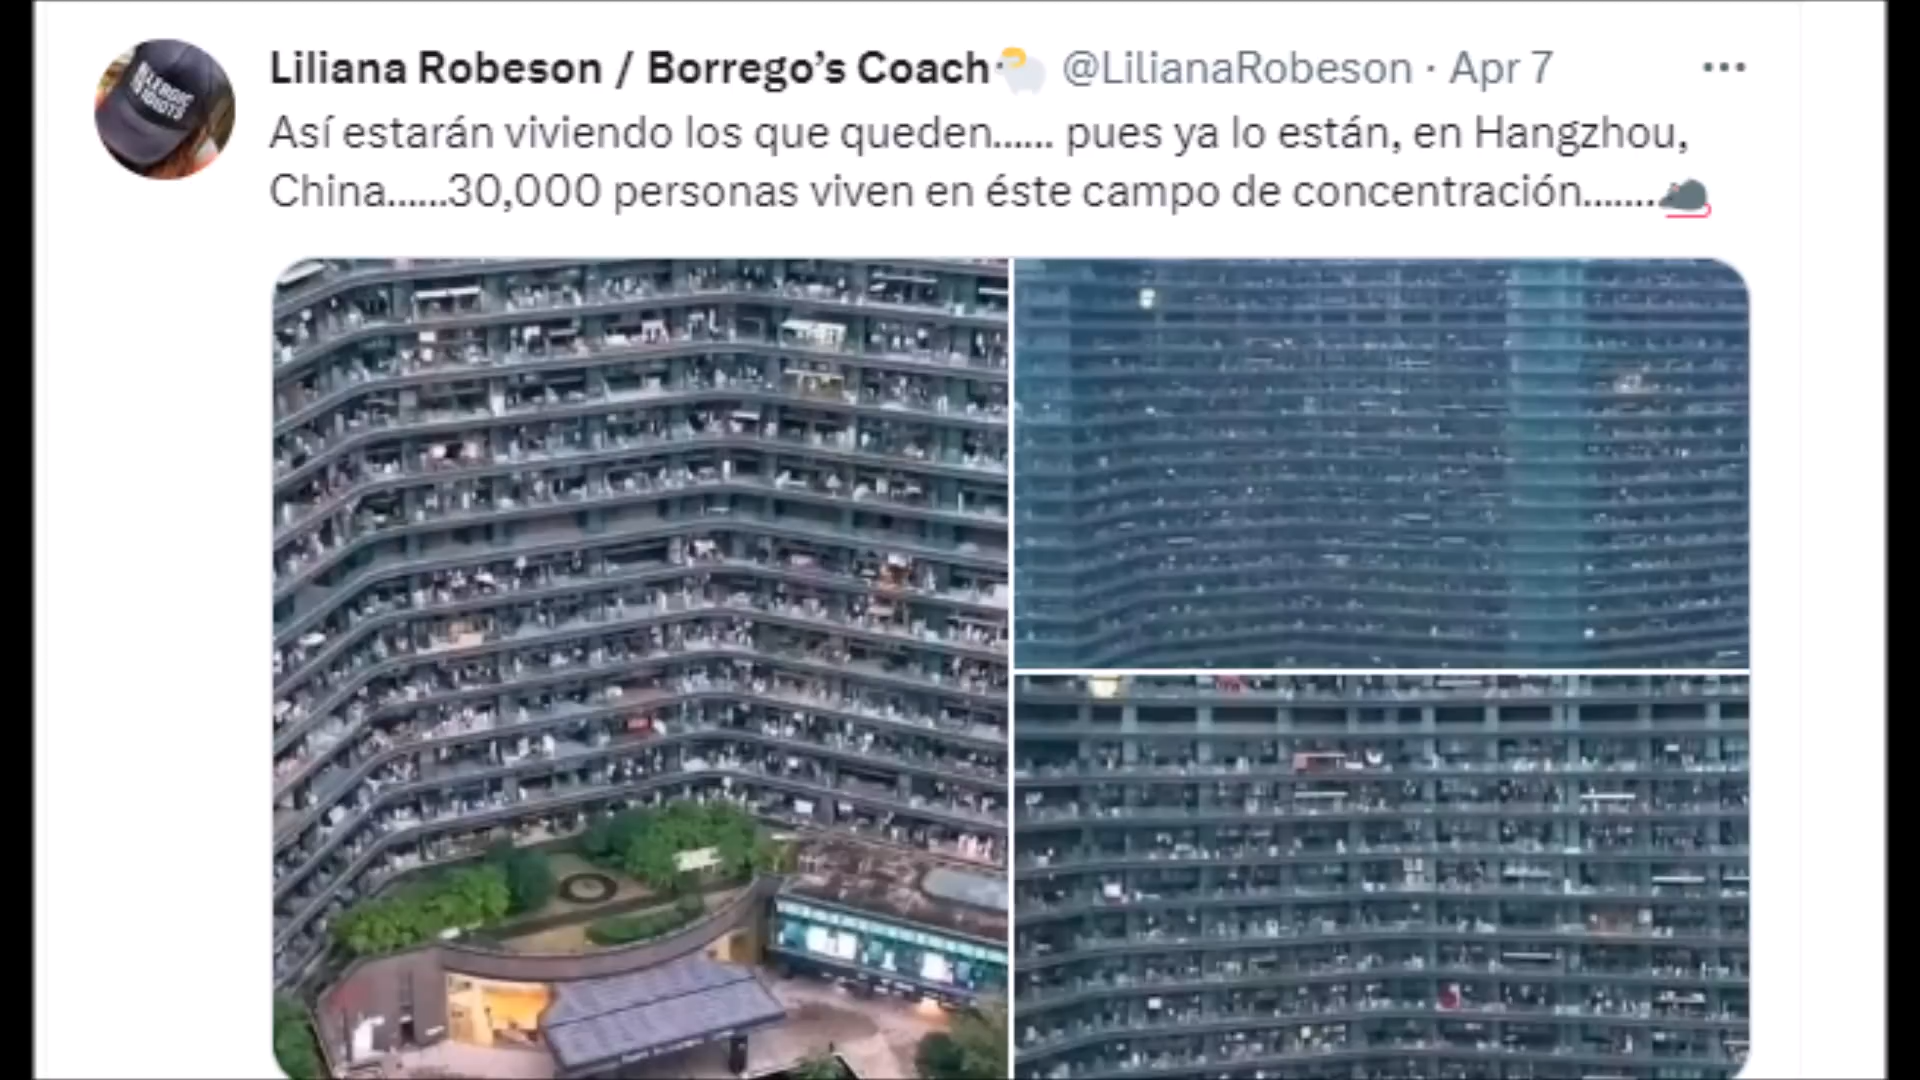 Liliana Robeson / Borrego's Coach @LilianaRobeson · Apr 7
Así estarán viviendo los que queden...... pues ya lo están, en Hangzhou,
China......30,000 personas viven en éste campo de concentración.......